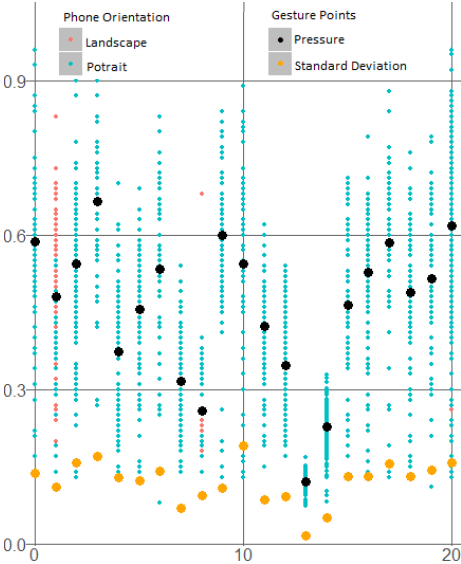 Phone Orientation
Landscape
Potrait
Gesture Points
Pressure
Standard Deviation
0.9
0.6
0.3
0.0
0 10 20